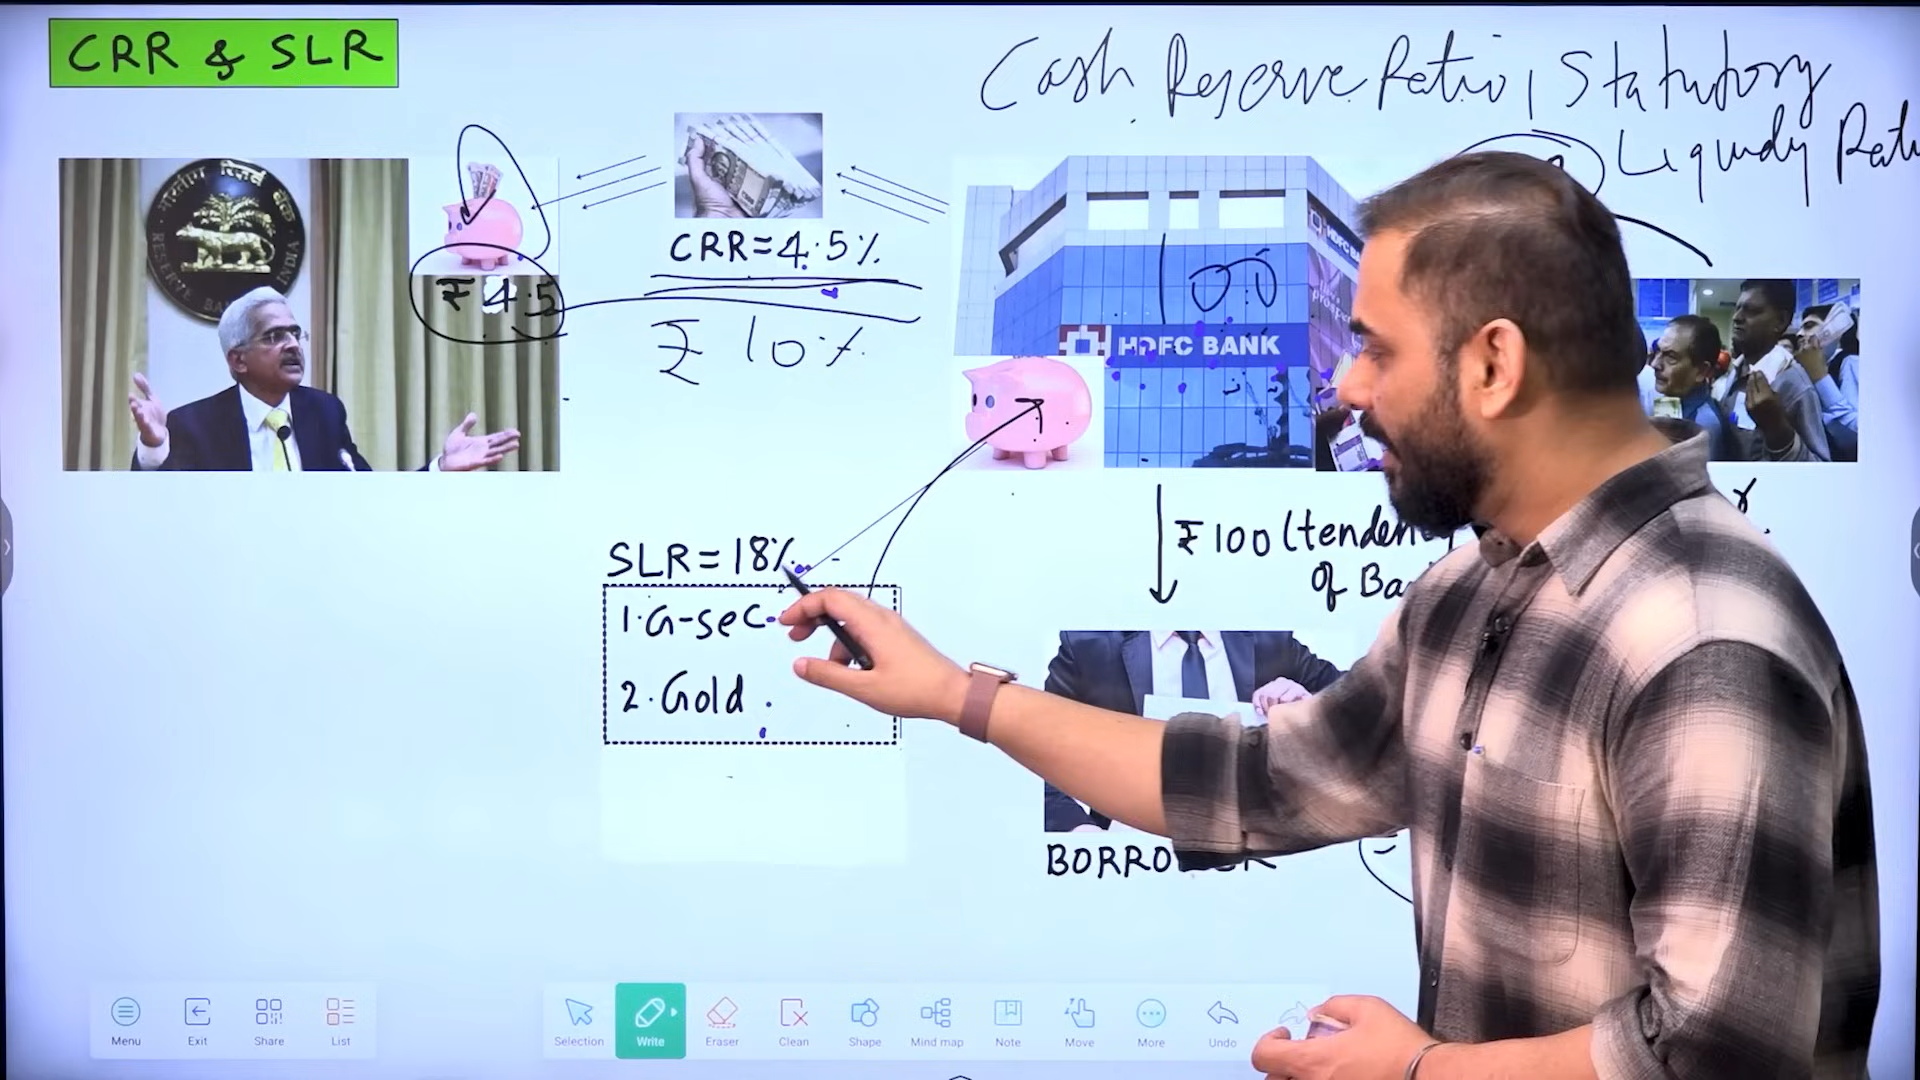 CRR & SLR
Cash Reserve Ratio, Statutory
Liqudy Rati
CRR = 4.5%
₹ 4.5
₹ 10%
100
HDFC BANK
SLR = 18%
1. G-sec
2. Gold
₹100 (tenden
of Ba
BORRO
Menu
Exit
Share
List
Selection
Write
Eraser
Clean
Shape
Mind map
Note
Move
More
Undo